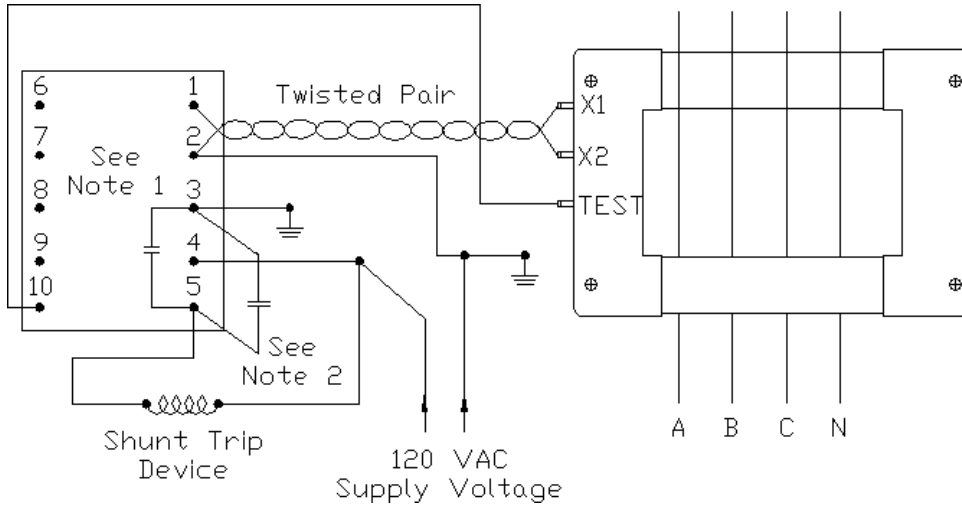 1
6
Twisted Pair
X1
7
2
See
Note 1
X2
8
3
TEST
9
4
10
5
See
Note 2
Shunt Trip
Device
A B C N
120 VAC
Supply Voltage